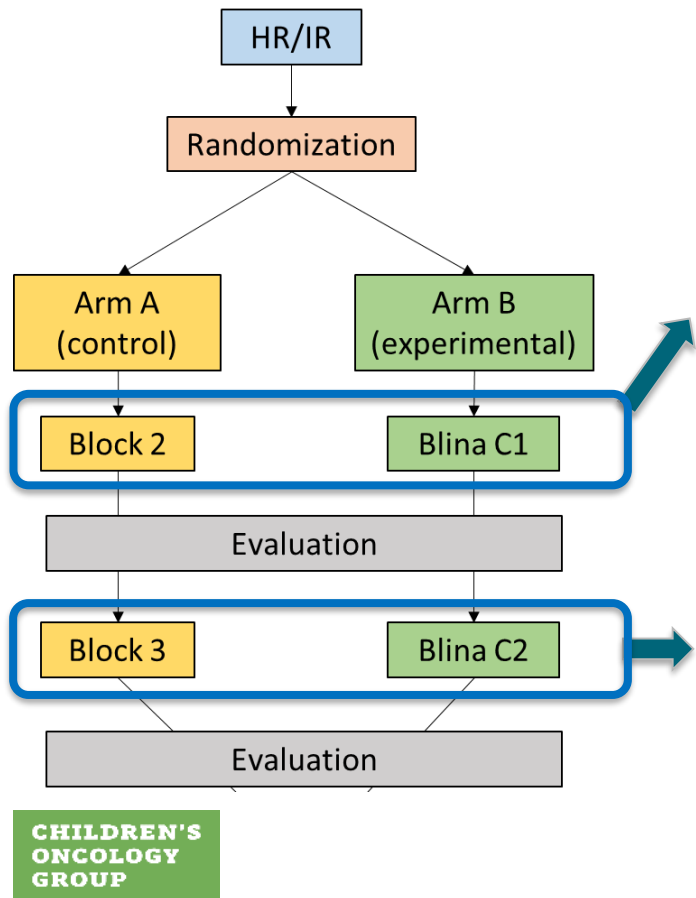 HR/IR
Randomization
Arm A
(control)
Arm B
(experimental)
Block 2
Blina C1
Evaluation
Block 3
Blina C2
Evaluation
CHILDREN'S
ONCOLOGY
GROUP